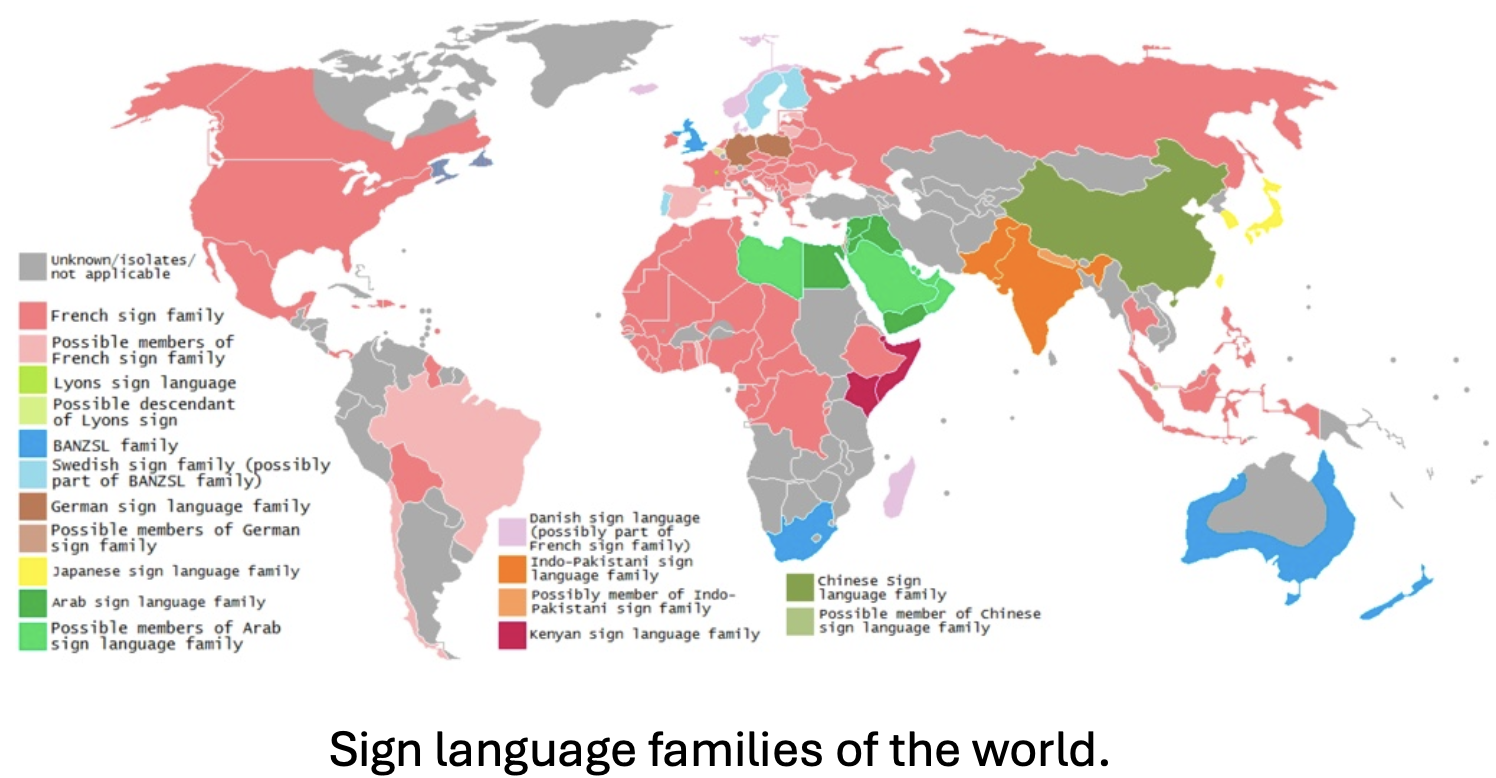 Unknown/isolates/
not applicable
French sign family
Possible members of
French sign family
Lyons sign language
Possible descendant
of Lyons sign
BANZSL family
Swedish sign family (possibly
part of BANZSL family)
German sign language family
Possible members of German
sign family
Japanese sign language family
Arab sign language family
Possible members of Arab
sign language family
Danish sign language
(possibly part of
French sign family)
Indo-Pakistani sign
language family
Possibly member of Indo-
Pakistani sign family
Kenyan sign language family
Chinese Sign
language family
Possible member of Chinese
sign language family
Sign language families of the world.